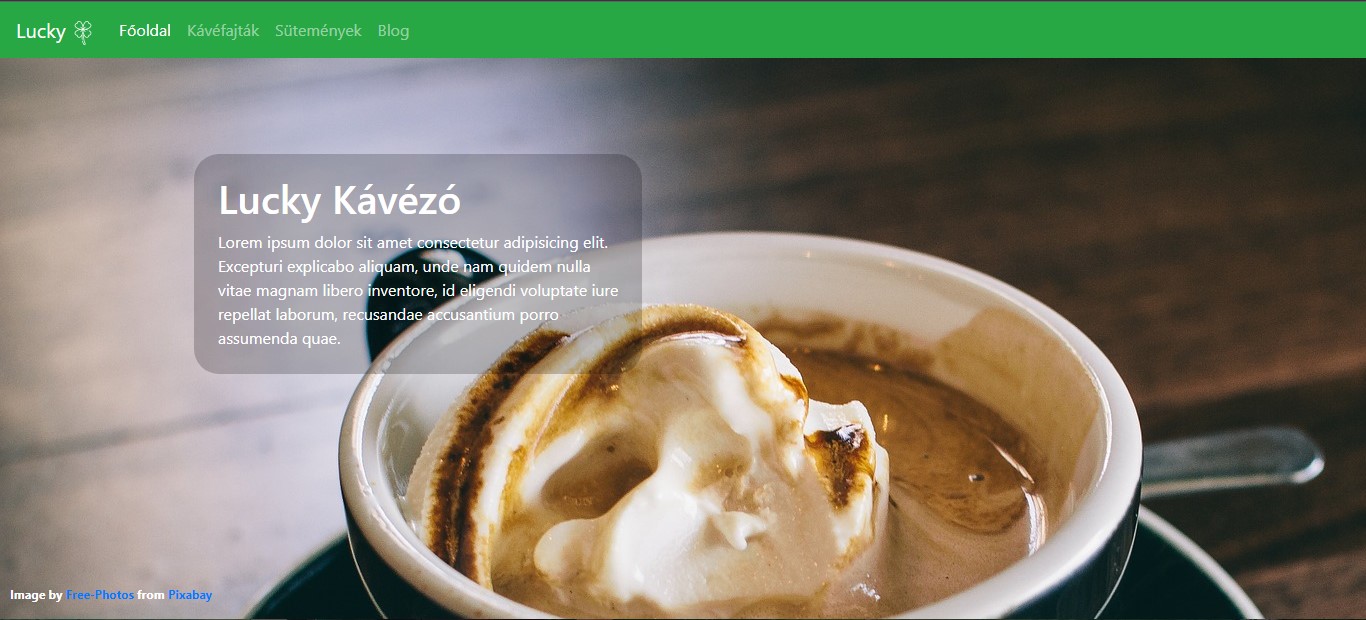 Lucky
Főoldal
Kávéfajták
Sütemények
Blog
Lucky Kávézó
Lorem ipsum dolor sit amet consectetur adipisicing elit.
Excepturi explicabo aliquam, unde nam quidem nulla
vitae magnam libero inventore, id eligendi voluptate iure
repellat laborum, recusandae accusantium porro
assumenda quae.
Image by Free-Photos from Pixabay